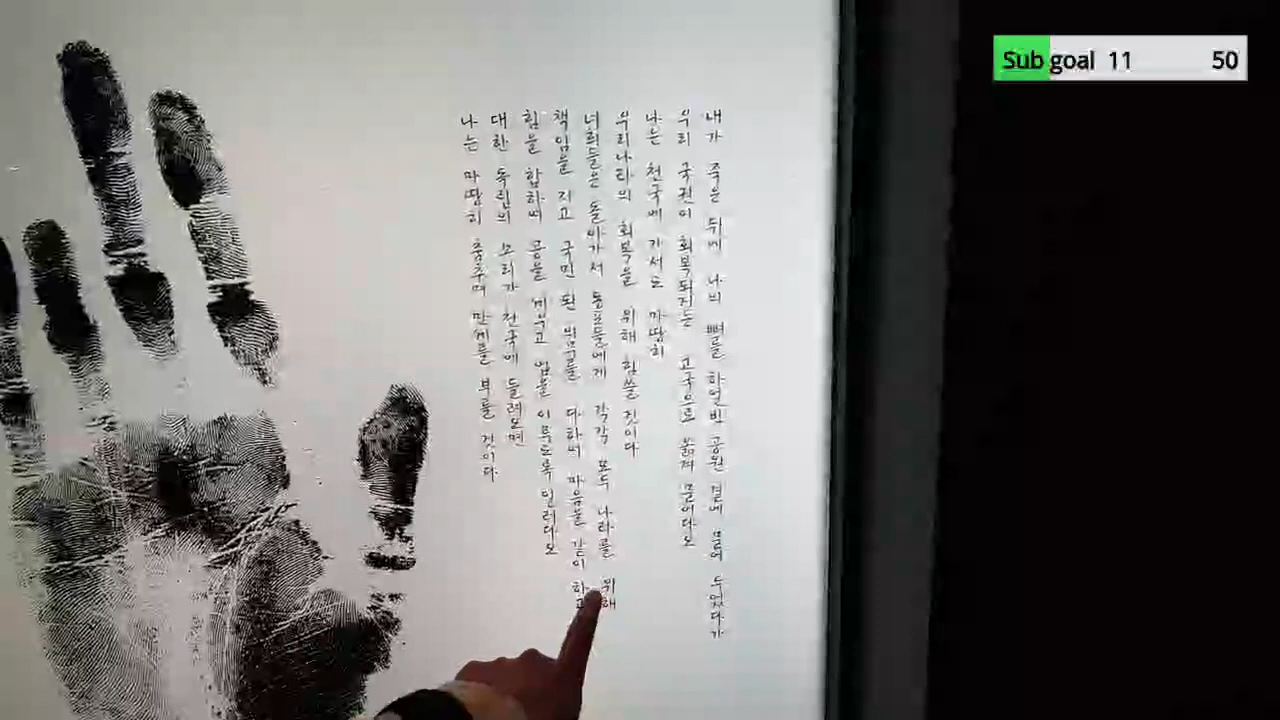 내가 죽은 뒤에 나의 뼈를 하얼빈 공원 곁에 묻어 두었다가
우리 국권이 회복되거든 고국으로 옮겨 묻어다오
나는 천국에 가서도 마땅히
우리나라의 회복을 위해 힘쓸 것이다
너희들은 돌아가서 동포들에게 각각 모두 나라를 위해
책임을 지고 국민 된 의무를 다하며 마음을 같이 하고
힘을 합하여 공을 세우고 업을 이루도록 일러다오
대한 독립의 소리가 천국에 들려오면
나는 마땅히 춤추며 만세를 부를 것이다
Sub goal 11 50